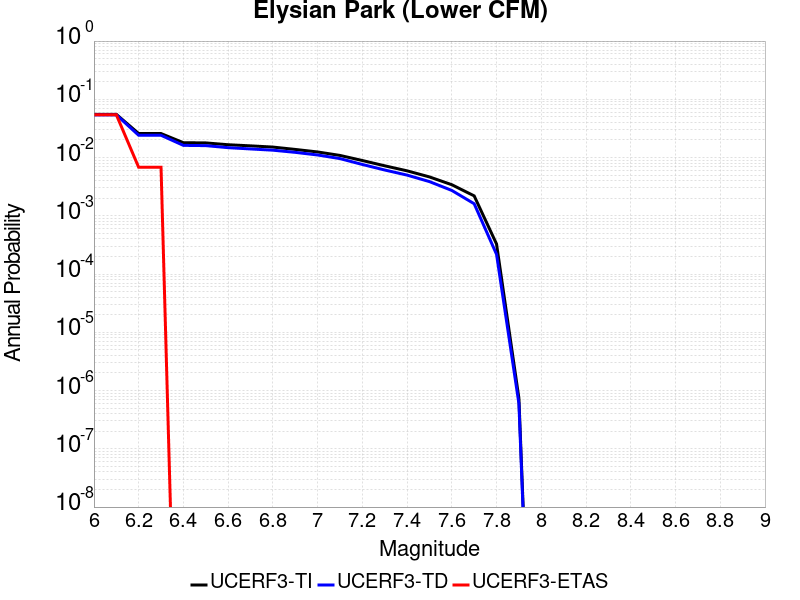 Elysian Park (Lower CFM)
Annual Probability
10^0
10^-1
10^-2
10^-3
10^-4
10^-5
10^-6
10^-7
10^-8
6 6.2 6.4 6.6 6.8 7 7.2 7.4 7.6 7.8 8 8.2 8.4 8.6 8.8 9
Magnitude
UCERF3-TI UCERF3-TD UCERF3-ETAS